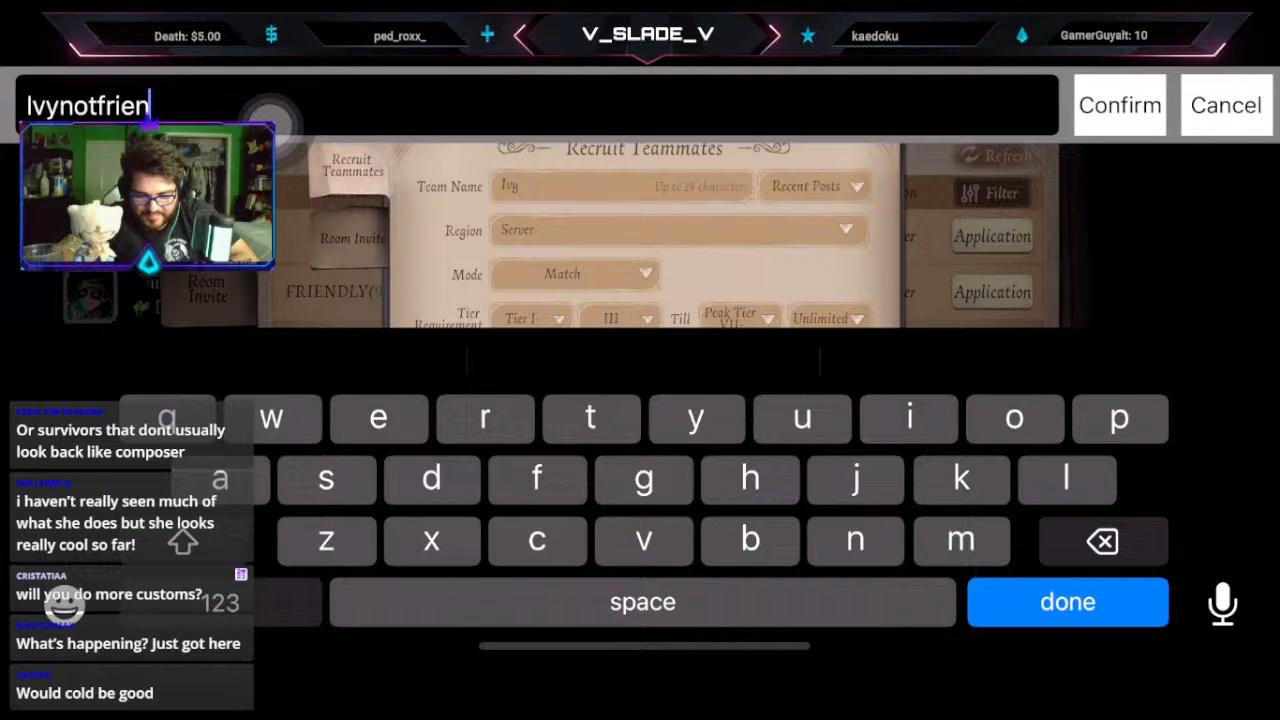 Death: $5.00
ped_roxx_
V_SLADE_V
kaedoku
GamerGuyalt: 10
Ivynotfrien
Confirm
Cancel
Recruit Teammates
Recruit
Teammates
Refresh
Team Name
Ivy
Up to 14 characters
Recent Posts
Filter
Room Invite
Region
Server
Application
Mode
Match
Room
Invite
FRIENDLY(
Application
Tier
Requirement
Tier I-
III
Till
Peak Tier
VII-
Unlimited
q w e r t y u i o p
a s d f g h j k l
z x c v b n m
123
space
done
Or survivors that dont usually
look back like composer
i haven't really seen much of
what she does but she looks
really cool so far!
CRISTATIAA
will you do more customs?
What's happening? Just got here
Would cold be good